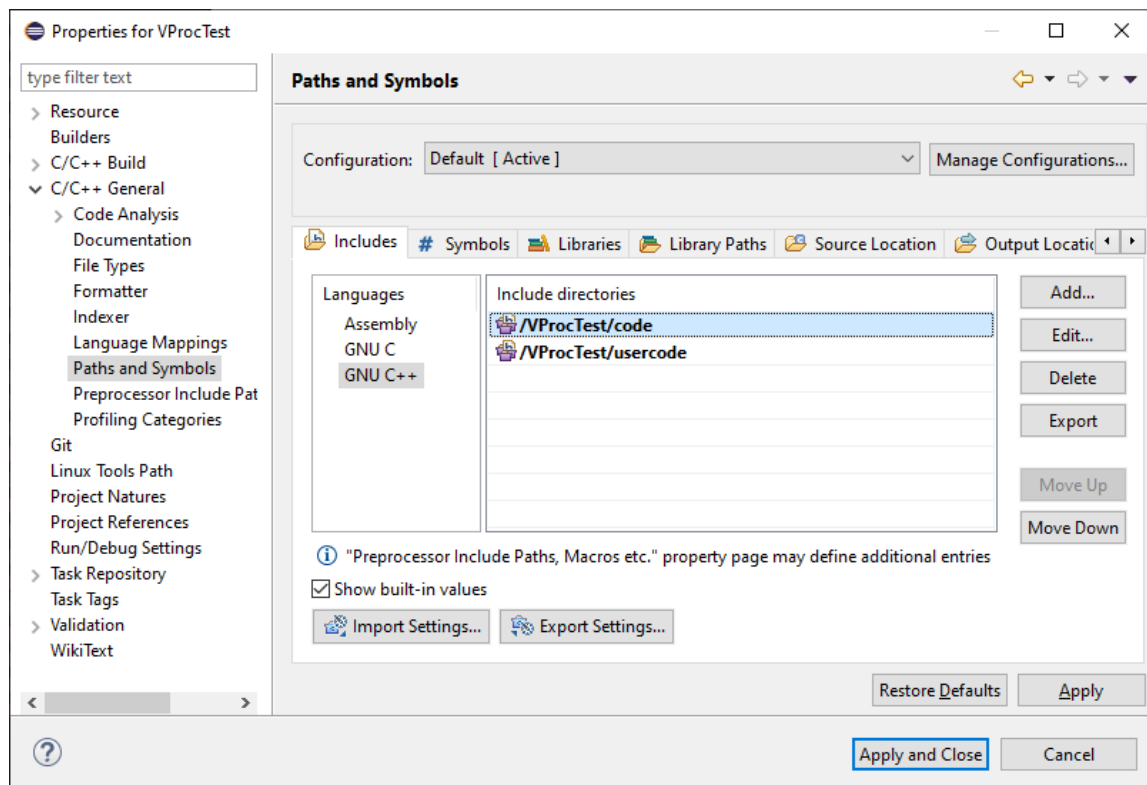 Properties for VProcTest
type filter text
Resource
Builders
C/C++ Build
C/C++ General
Code Analysis
Documentation
File Types
Formatter
Indexer
Language Mappings
Paths and Symbols
Preprocessor Include Pat
Profiling Categories
Git
Linux Tools Path
Project Natures
Project References
Run/Debug Settings
Task Repository
Task Tags
Validation
WikiText
Paths and Symbols
Configuration: Default [ Active ] Manage Configurations...
Includes # Symbols Libraries Library Paths Source Location Output Locatic
Languages
Assembly
GNU C
GNU C++
Include directories
/VProcTest/code
/VProcTest/usercode
Add...
Edit...
Delete
Export
Move Up
Move Down
"Preprocessor Include Paths, Macros etc." property page may define additional entries
Show built-in values
Import Settings... Export Settings...
Restore Defaults Apply
Apply and Close Cancel